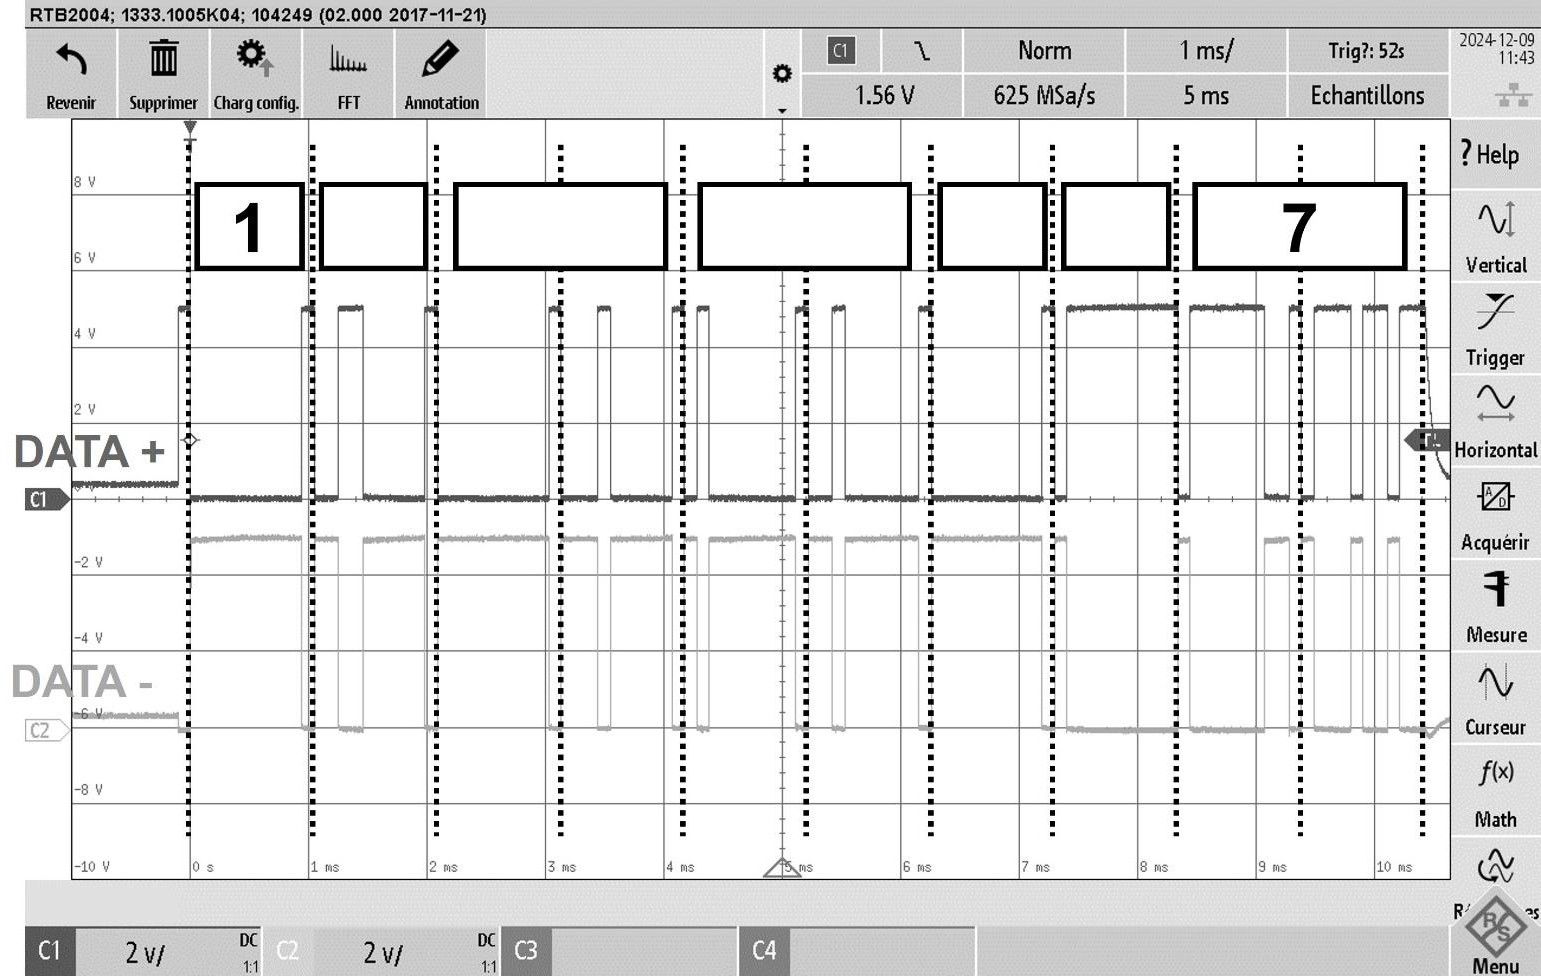 RTB2004; 1333.1005K04; 104249 (02.000 2017-11-21)
Revenir
Supprimer
Charg config.
FFT
Annotation
C1
Norm
1 ms/
Trig?: 52s
1.56 V
625 MSa/s
5 ms
Echantillons
2024-12-09
11:43
? Help
Vertical
Trigger
Horizontal
Acquérir
Mesure
Curseur
f(x)
Math
Menu
8 V
6 V
4 V
2 V
-2 V
-4 V
-6 V
-8 V
-10 V
1
7
DATA +
C1
DATA -
C2
0 s
1 ms
2 ms
3 ms
4 ms
5 ms
6 ms
7 ms
8 ms
9 ms
10 ms
C1
2 V/
DC
1:1
C2
2 V/
DC
1:1
C3
C4
R/S
A
D
T